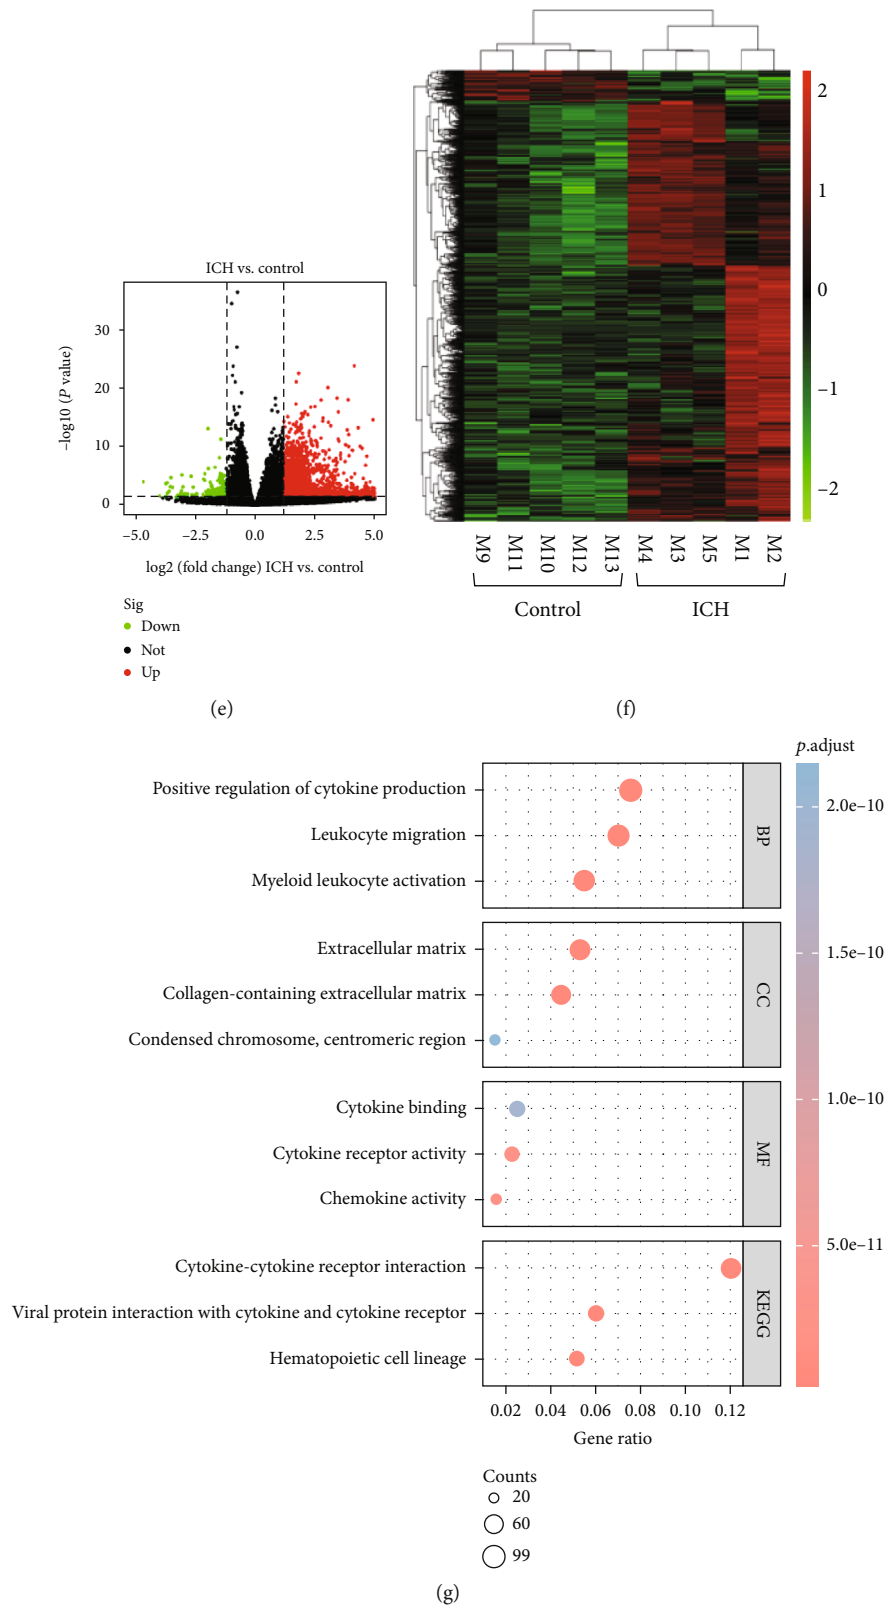 ICH vs. control
–log10 (P value)
30
20
10
0
–5.0 –2.5 0.0 2.5 5.0
log2 (fold change) ICH vs. control
Sig
Down
Not
Up
(e)
2
1
0
–1
–2
M9 M11 M10 M12 M13 M4 M3 M5 M1 M2
Control ICH
(f)
p.adjust
2.0e–10
1.5e–10
1.0e–10
5.0e–11
Positive regulation of cytokine production
Leukocyte migration
Myeloid leukocyte activation
BP
Extracellular matrix
Collagen-containing extracellular matrix
Condensed chromosome, centromeric region
CC
Cytokine binding
Cytokine receptor activity
Chemokine activity
MF
Cytokine-cytokine receptor interaction
Viral protein interaction with cytokine and cytokine receptor
Hematopoietic cell lineage
KEGG
0.02 0.04 0.06 0.08 0.10 0.12
Gene ratio
Counts
20
60
99
(g)